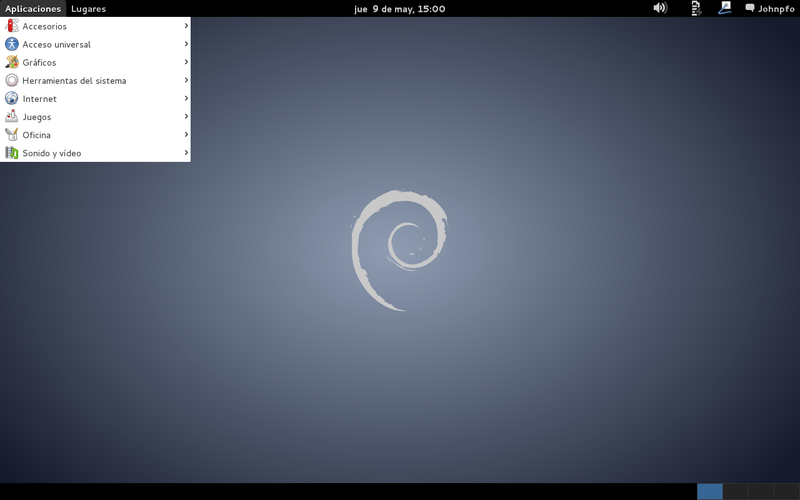 Aplicaciones Lugares jue 9 de may, 15:00 Johnpfo
Accesorios
Acceso universal
Gráficos
Herramientas del sistema
Internet
Juegos
Oficina
Sonido y vídeo